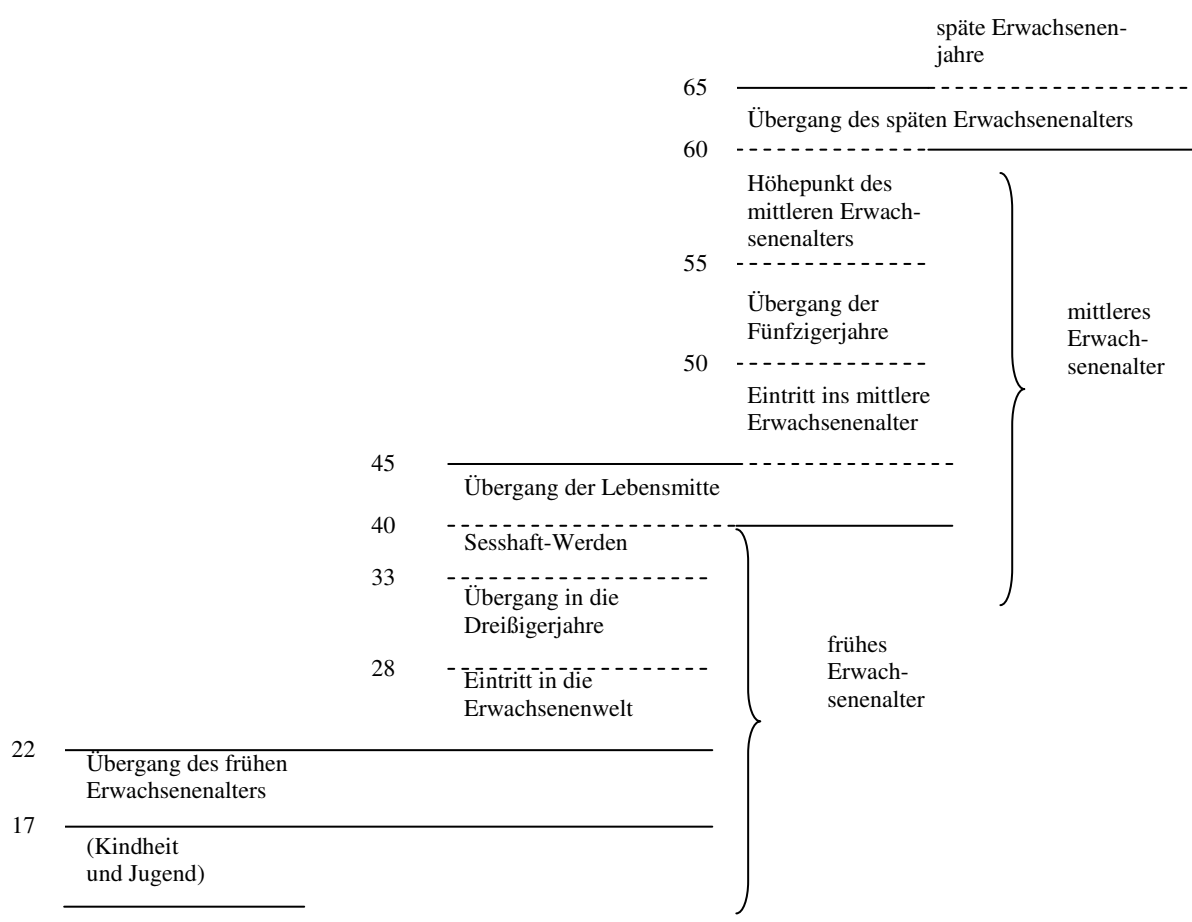 späte Erwachsenen-
jahre
65
Übergang des späten Erwachsenenalters
60
Höhepunkt des
mittleren Erwach-
senenalters
55
Übergang der
Fünfzigerjahre
mittleres
Erwach-
senenalter
50
Eintritt ins mittlere
Erwachsenenalter
45
Übergang der Lebensmitte
40
Sesshaft-Werden
33
Übergang in die
Dreißigerjahre
frühes
Erwach-
senenalter
28
Eintritt in die
Erwachsenenwelt
22
Übergang des frühen
Erwachsenenalters
17
(Kindheit
und Jugend)